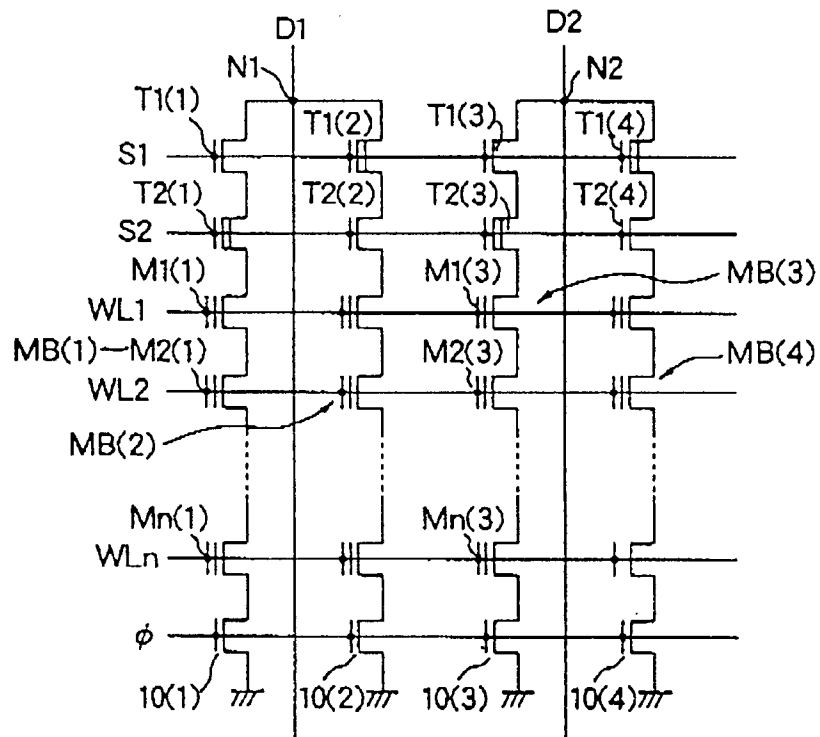 D1 D2
N1 N2
T1(1) T1(2) T1(3) T1(4)
S1
T2(1) T2(2) T2(3) T2(4)
S2
M1(1) M1(3) MB(3)
WL1
MB(1)—M2(1) M2(3) MB(4)
WL2
MB(2)
Mn(1) Mn(3)
WLn
φ
10(1) 10(2) 10(3) 10(4)